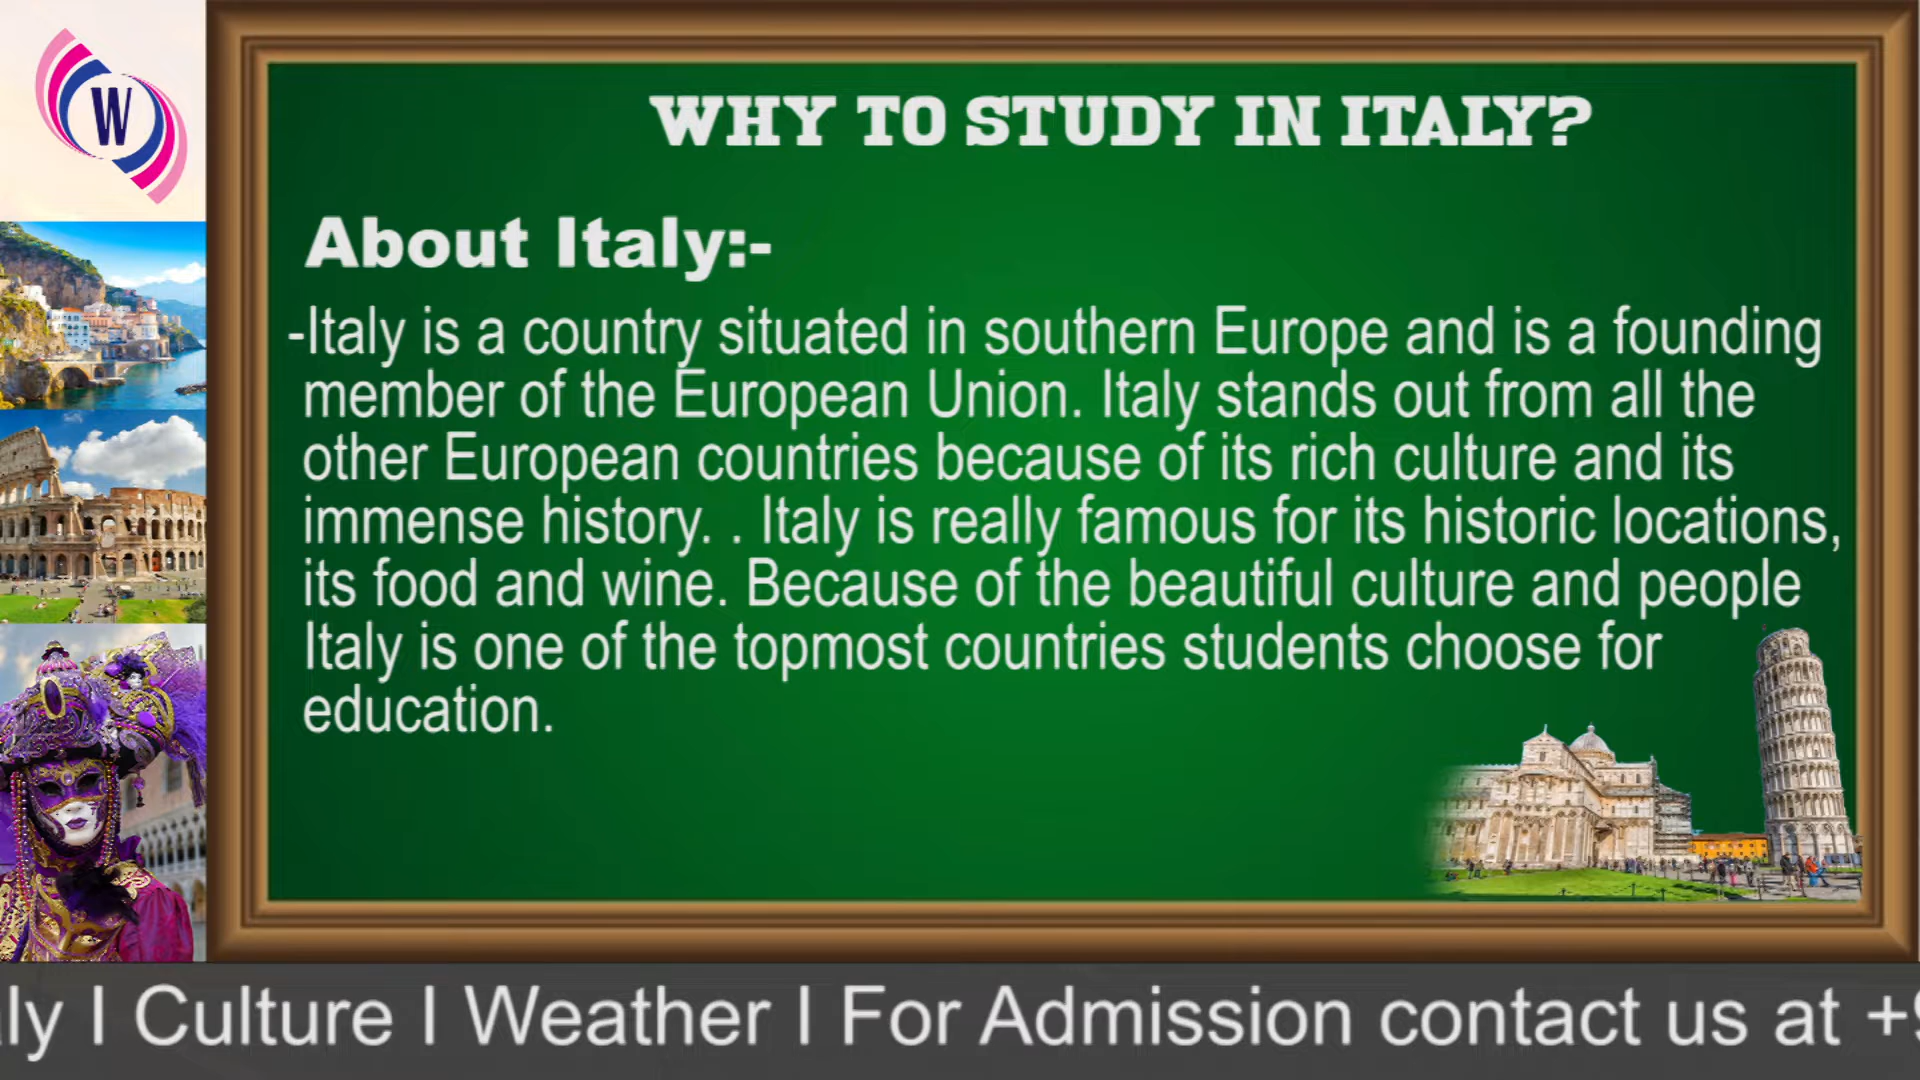 W
WHY TO STUDY IN ITALY?
About Italy:-
-Italy is a country situated in southern Europe and is a founding
member of the European Union. Italy stands out from all the
other European countries because of its rich culture and its
immense history. . Italy is really famous for its historic locations,
its food and wine. Because of the beautiful culture and people
Italy is one of the topmost countries students choose for
education.
ly I Culture I Weather I For Admission contact us at +9